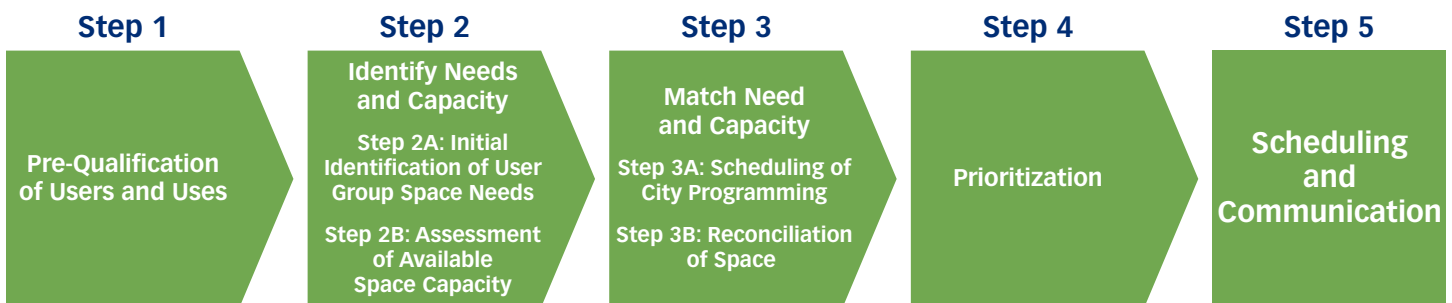 Step 1
Pre-Qualification
of Users and Uses
Step 2
Identify Needs
and Capacity
Step 2A: Initial
Identification of User
Group Space Needs
Step 2B: Assessment
of Available
Space Capacity
Step 3
Match Need
and Capacity
Step 3A: Scheduling of
City Programming
Step 3B: Reconciliation
of Space
Step 4
Prioritization
Step 5
Scheduling
and
Communication